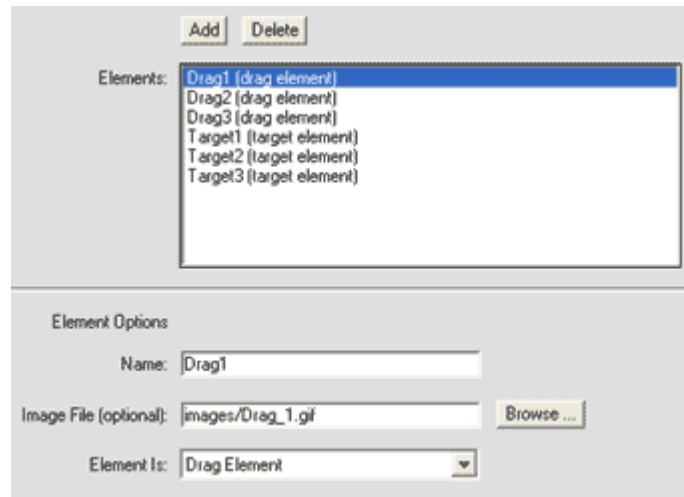 Add Delete
Elements:
Drag1 (drag element)
Drag2 (drag element)
Drag3 (drag element)
Target1 (target element)
Target2 (target element)
Target3 (target element)
Element Options
Name: Drag1
Image File (optional): images/Drag_1.gif Browse ...
Element Is: Drag Element